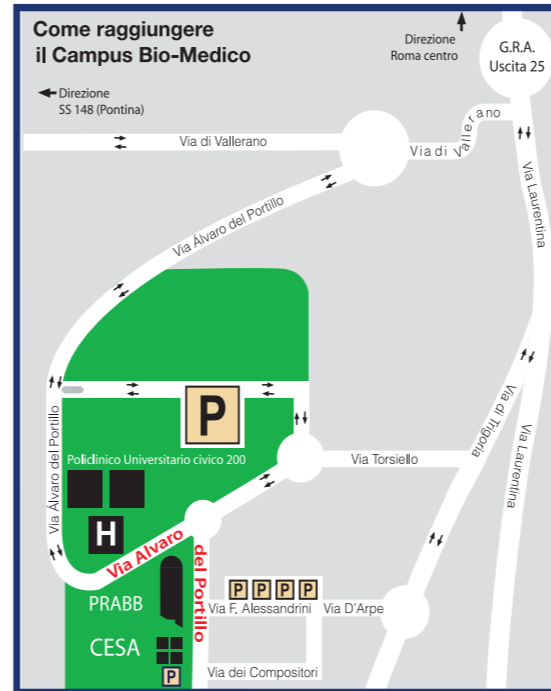 Come raggiungere
il Campus Bio-Medico
Direzione
Roma centro
G.R.A.
Uscita 25
Direzione
SS 148 (Pontina)
Via di Vallerano
Via di Vallerano
Via Laurentina
Via Álvaro del Portillo
P
Via di Trigoria
Via Laurentina
Via Álvaro del Portillo
Policlinico Universitario civico 200
Via Torsiello
H
Via Alvaro
del Portillo
PRABB
P P P P
Via F. Alessandrini
Via D'Arpe
CESA
P
Via dei Compositori